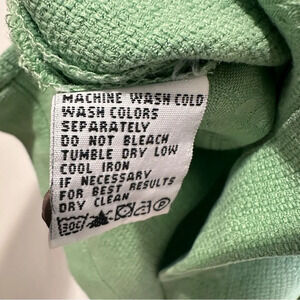 MACHINE WASH COLD
WASH COLORS
SEPARATELY
DO NOT BLEACH
TUMBLE DRY LOW
COOL IRON
IF NECESSARY
FOR BEST RESULTS
DRY CLEAN
30C P